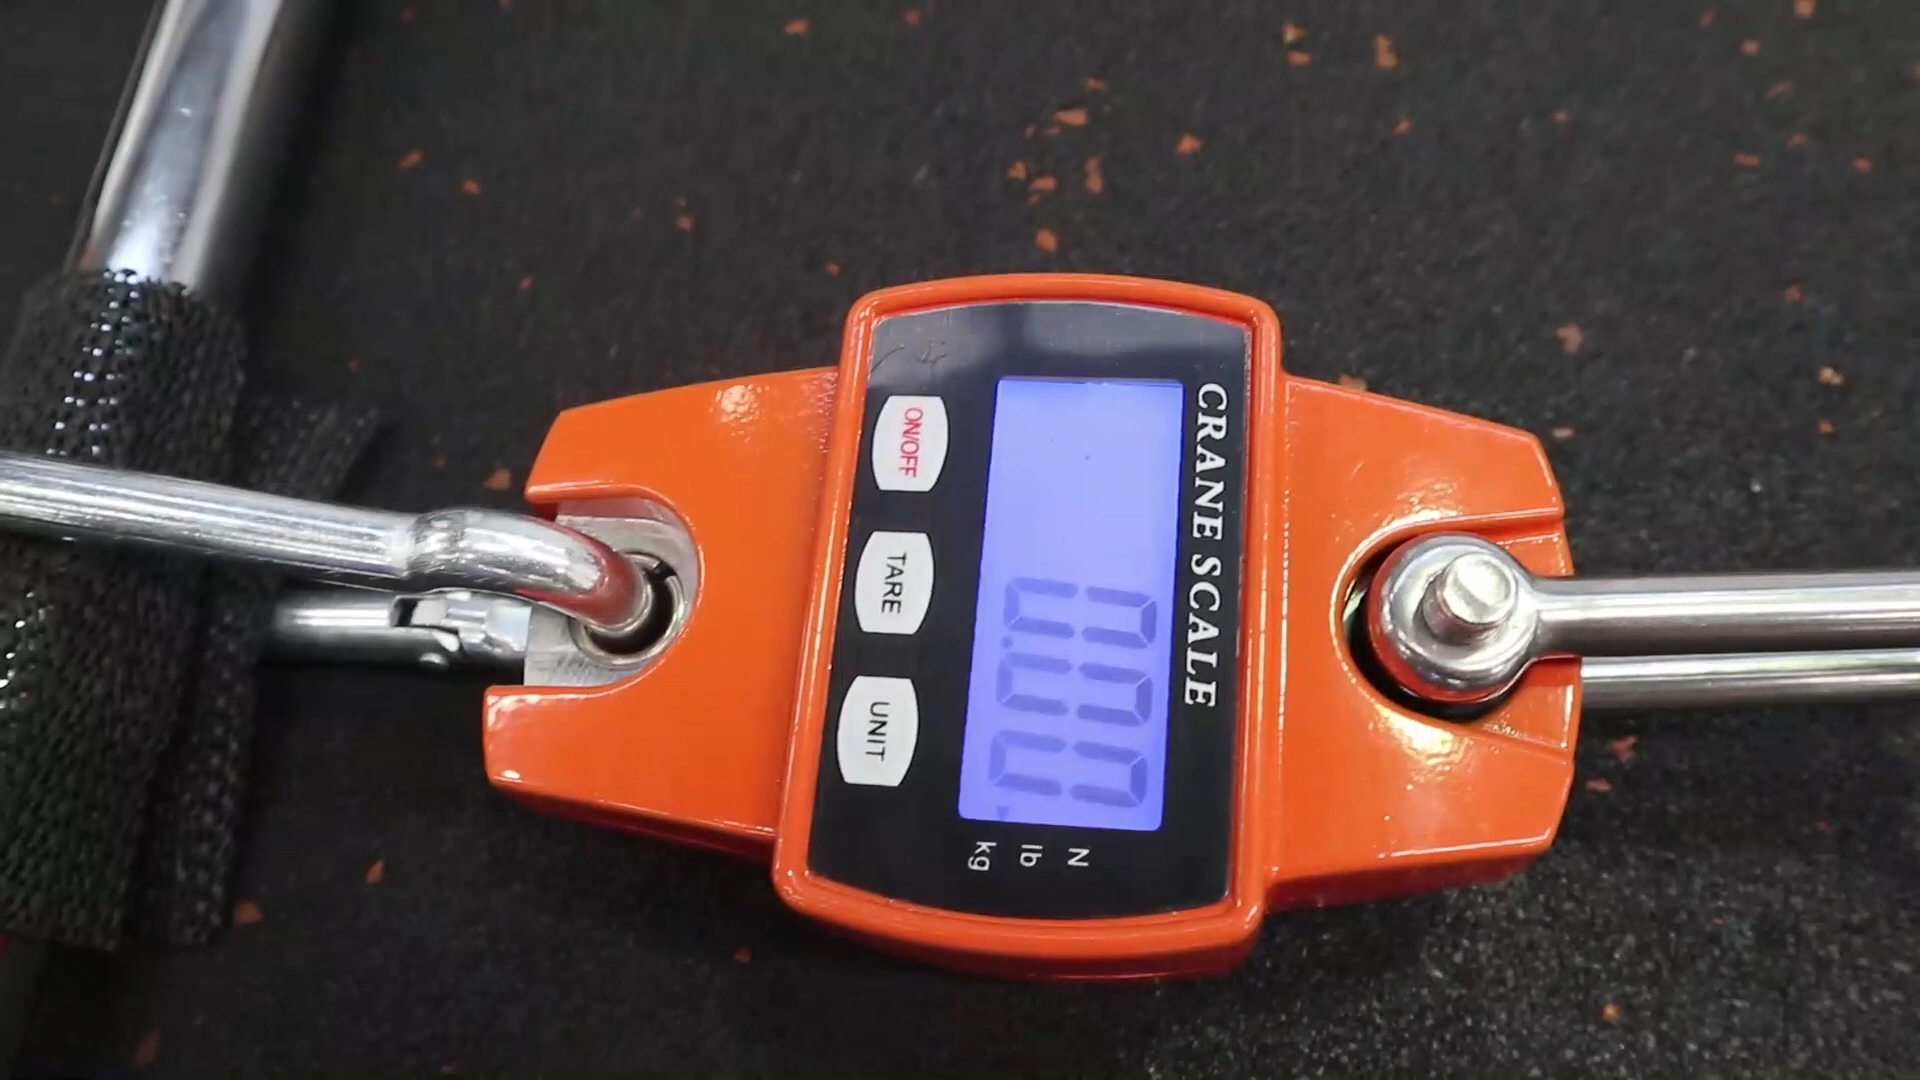 CRANE SCALE
0.00
N
lb
kg
ON/OFF
TARE
UNIT